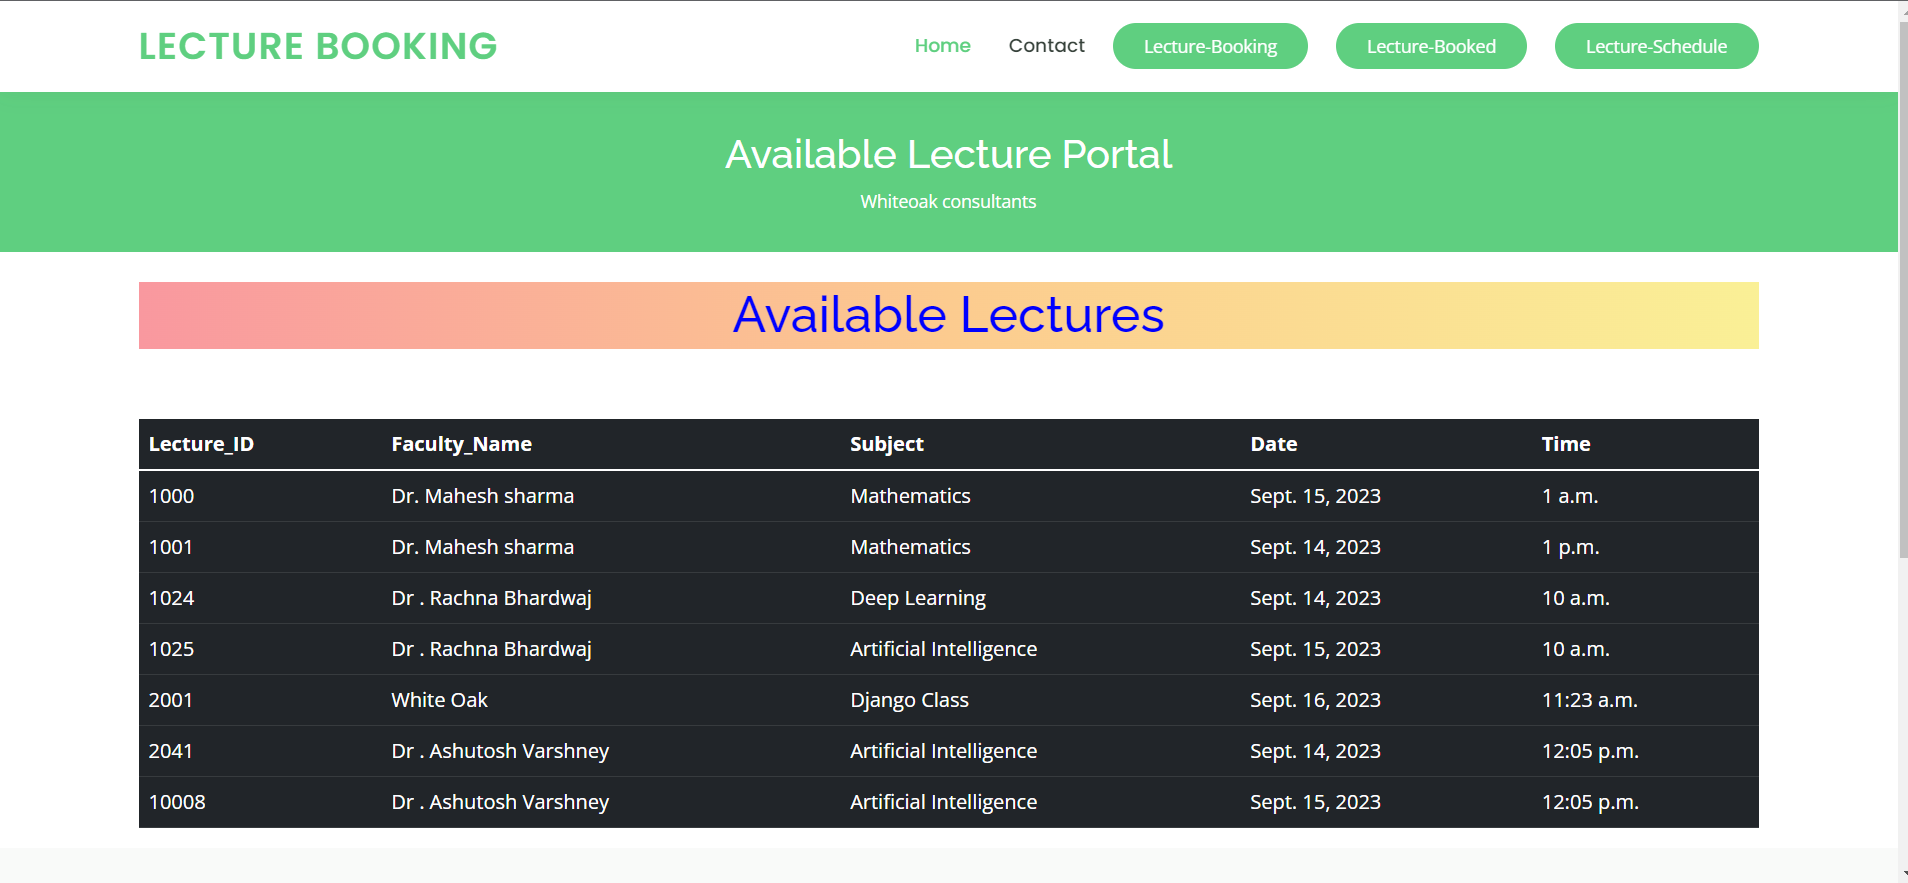 LECTURE BOOKING Home Contact Lecture-Booking Lecture-Booked Lecture-Schedule
Available Lecture Portal
Whiteoak consultants
Available Lectures
Lecture_ID Faculty_Name Subject Date Time
1000 Dr. Mahesh sharma Mathematics Sept. 15, 2023 1 a.m.
1001 Dr. Mahesh sharma Mathematics Sept. 14, 2023 1 p.m.
1024 Dr . Rachna Bhardwaj Deep Learning Sept. 14, 2023 10 a.m.
1025 Dr . Rachna Bhardwaj Artificial Intelligence Sept. 15, 2023 10 a.m.
2001 White Oak Django Class Sept. 16, 2023 11:23 a.m.
2041 Dr . Ashutosh Varshney Artificial Intelligence Sept. 14, 2023 12:05 p.m.
10008 Dr . Ashutosh Varshney Artificial Intelligence Sept. 15, 2023 12:05 p.m.